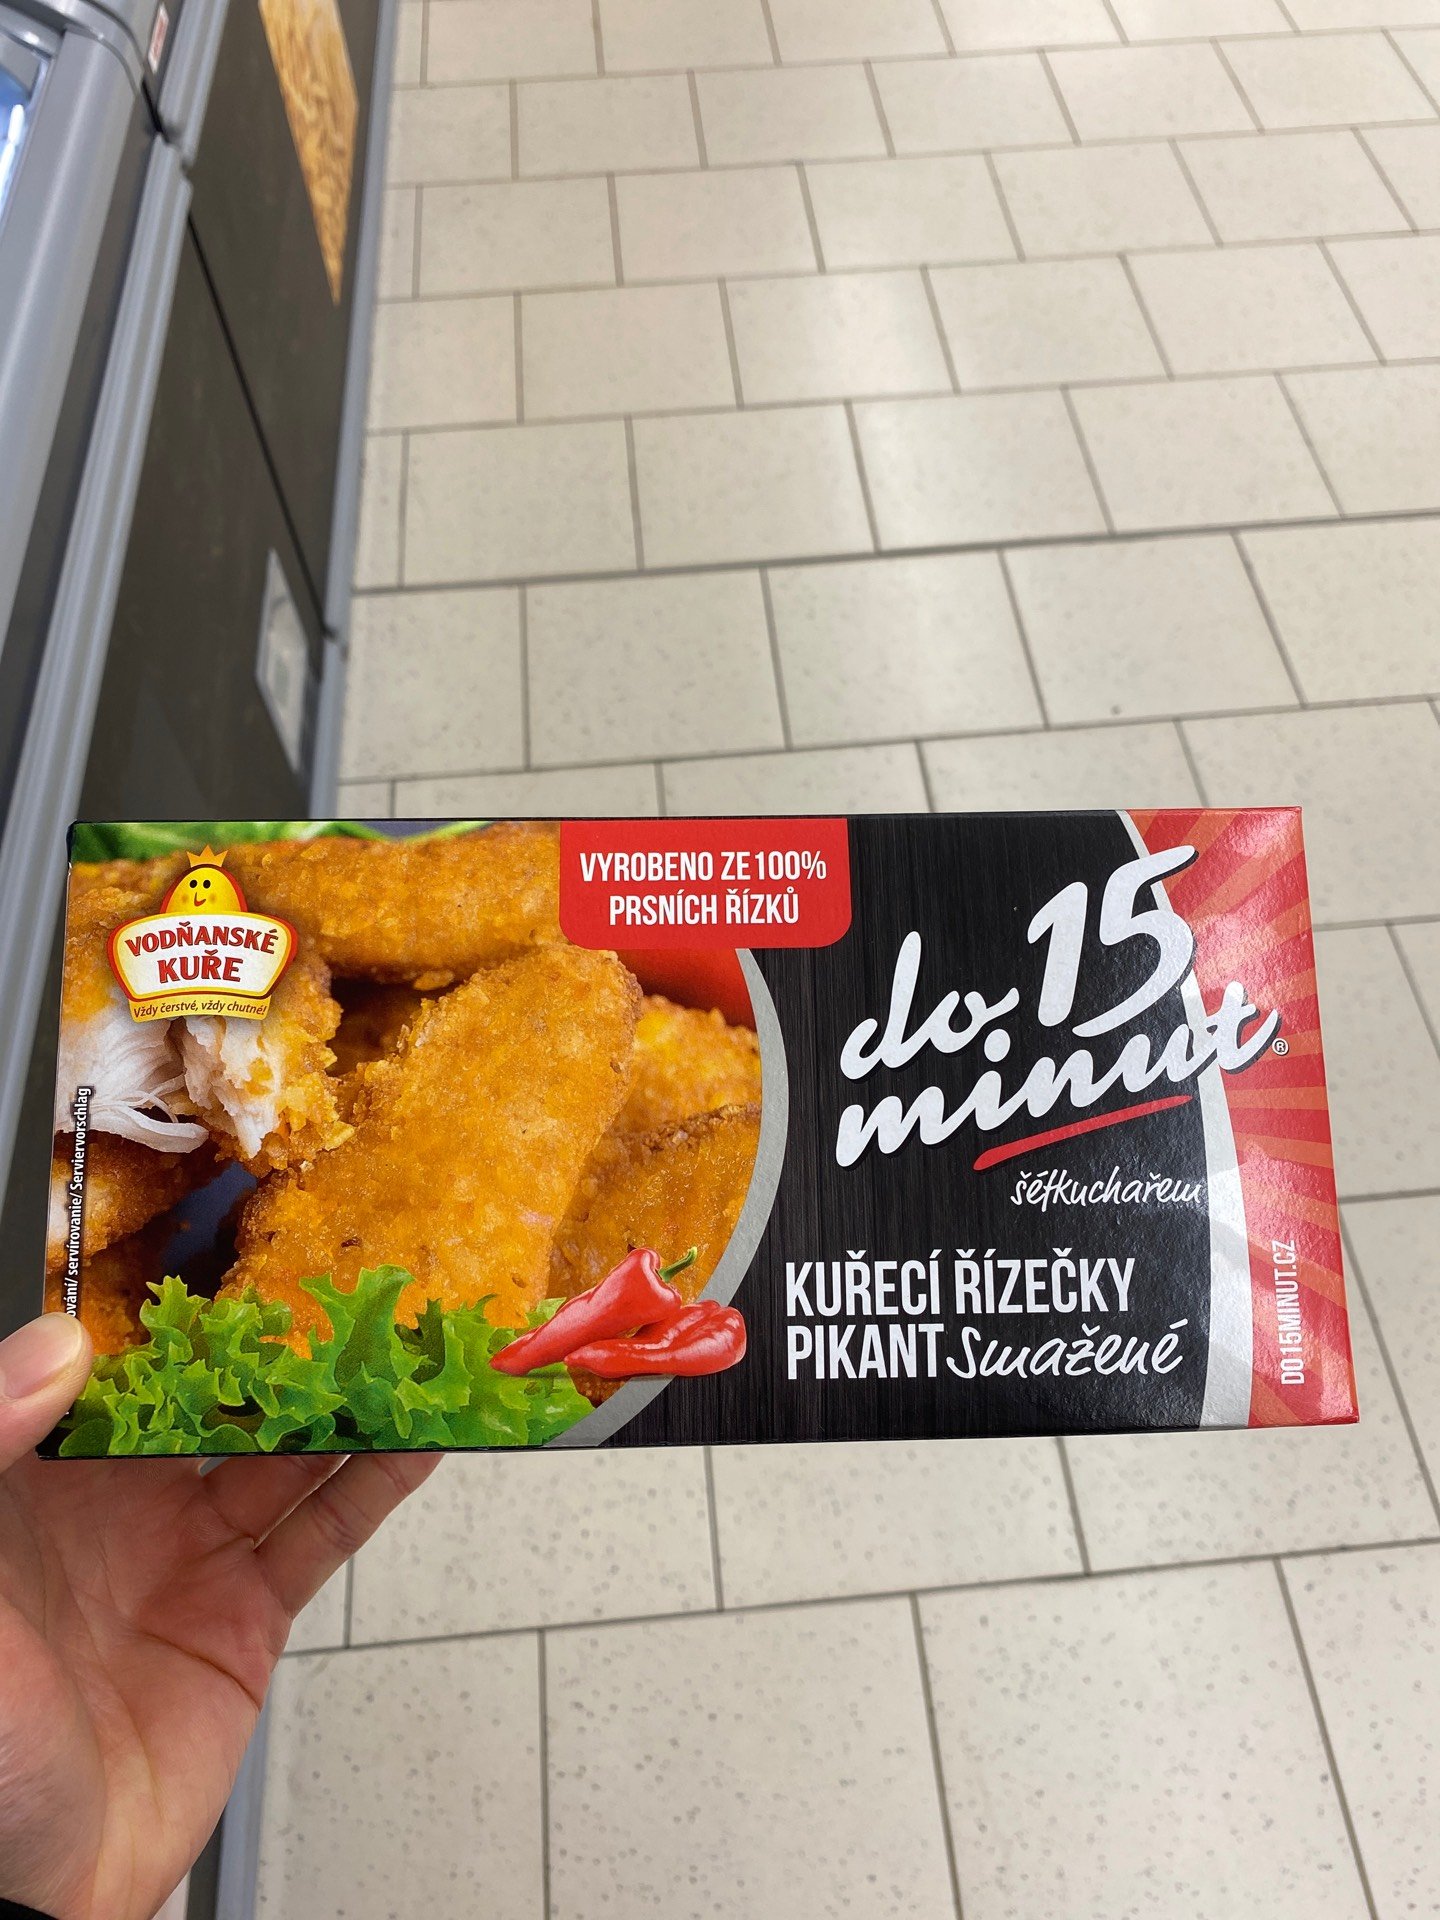 VODŇANSKÉ
KUŘE
Vždy čerstvé, vždy chutné!
VYROBENO ZE 100%
PRSNÍCH ŘÍZKŮ
do 15
minut®
šéfkuchařem
KUŘECÍ ŘÍZEČKY
PIKANT Smažené
DO15MINUT.CZ
servírovanie/ Serviervorschlag